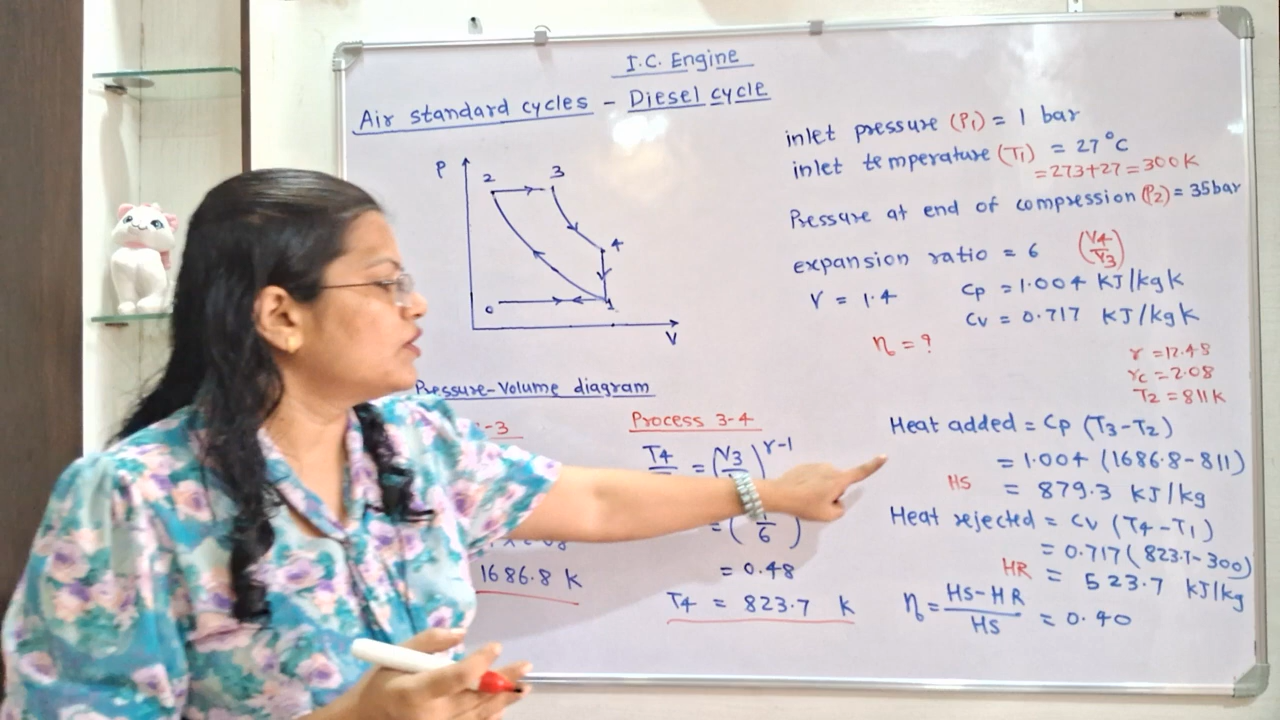 I.C. Engine
Air standard cycles - Diesel cycle
P
2
3
4
0
1
V
Pressure-Volume diagram
-3
1686.8 K
Process 3-4
T4 = (V3 )^γ-1
= ( 6 )
= 0.48
T4 = 823.7 K
inlet pressure (P1) = 1 bar
inlet temperature (T1) = 27°C
= 273+27 = 300 K
Pressure at end of compression (P2) = 35 bar
expansion ratio = 6 (V4/V3)
γ = 1.4 Cp = 1.004 KJ/kgK
Cv = 0.717 KJ/kgK
η = ?
r = 12.48
rc = 2.08
T2 = 811 K
Heat added = Cp (T3-T2)
= 1.004 (1686.8-811)
HS = 879.3 KJ/kg
Heat rejected = Cv (T4-T1)
= 0.717 (823.7-300)
HR = 523.7 KJ/kg
η = HS-HR/HS = 0.40